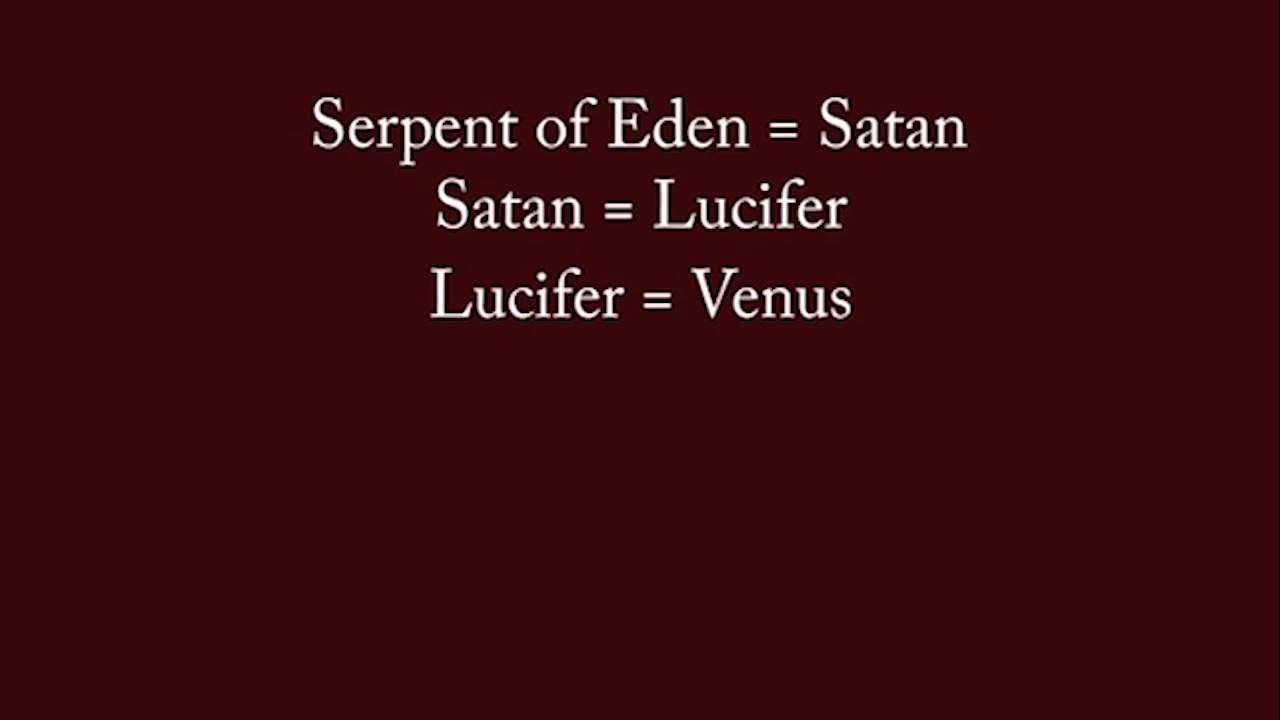 Serpent of Eden = Satan
Satan = Lucifer
Lucifer = Venus